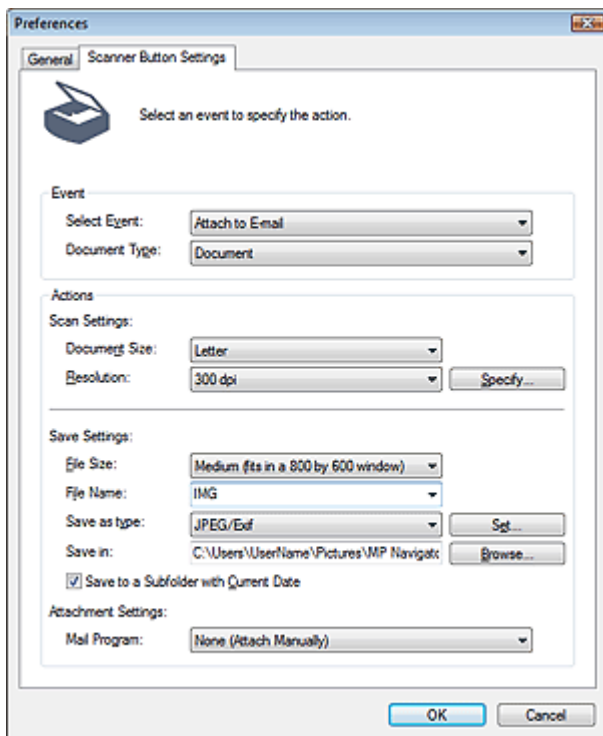 Preferences
General Scanner Button Settings
Select an event to specify the action.
Event
Select Event: Attach to E-mail
Document Type: Document
Actions
Scan Settings:
Document Size: Letter
Resolution: 300 dpi Specify...
Save Settings:
File Size: Medium (fits in a 800 by 600 window)
File Name: IMG
Save as type: JPEG/Exif Set...
Save in: C:\Users\UserName\Pictures\MP Navigato Browse...
Save to a Subfolder with Current Date
Attachment Settings:
Mail Program: None (Attach Manually)
OK Cancel